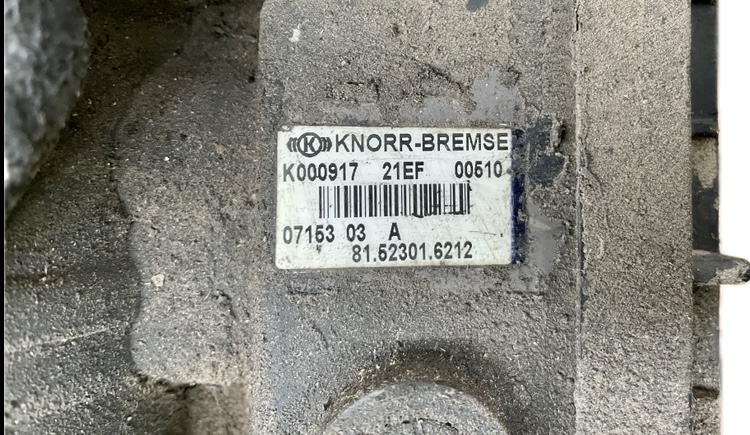 KNORR-BREMSE
K000917 21EF 00510
07153 03 A
81.52301.6212